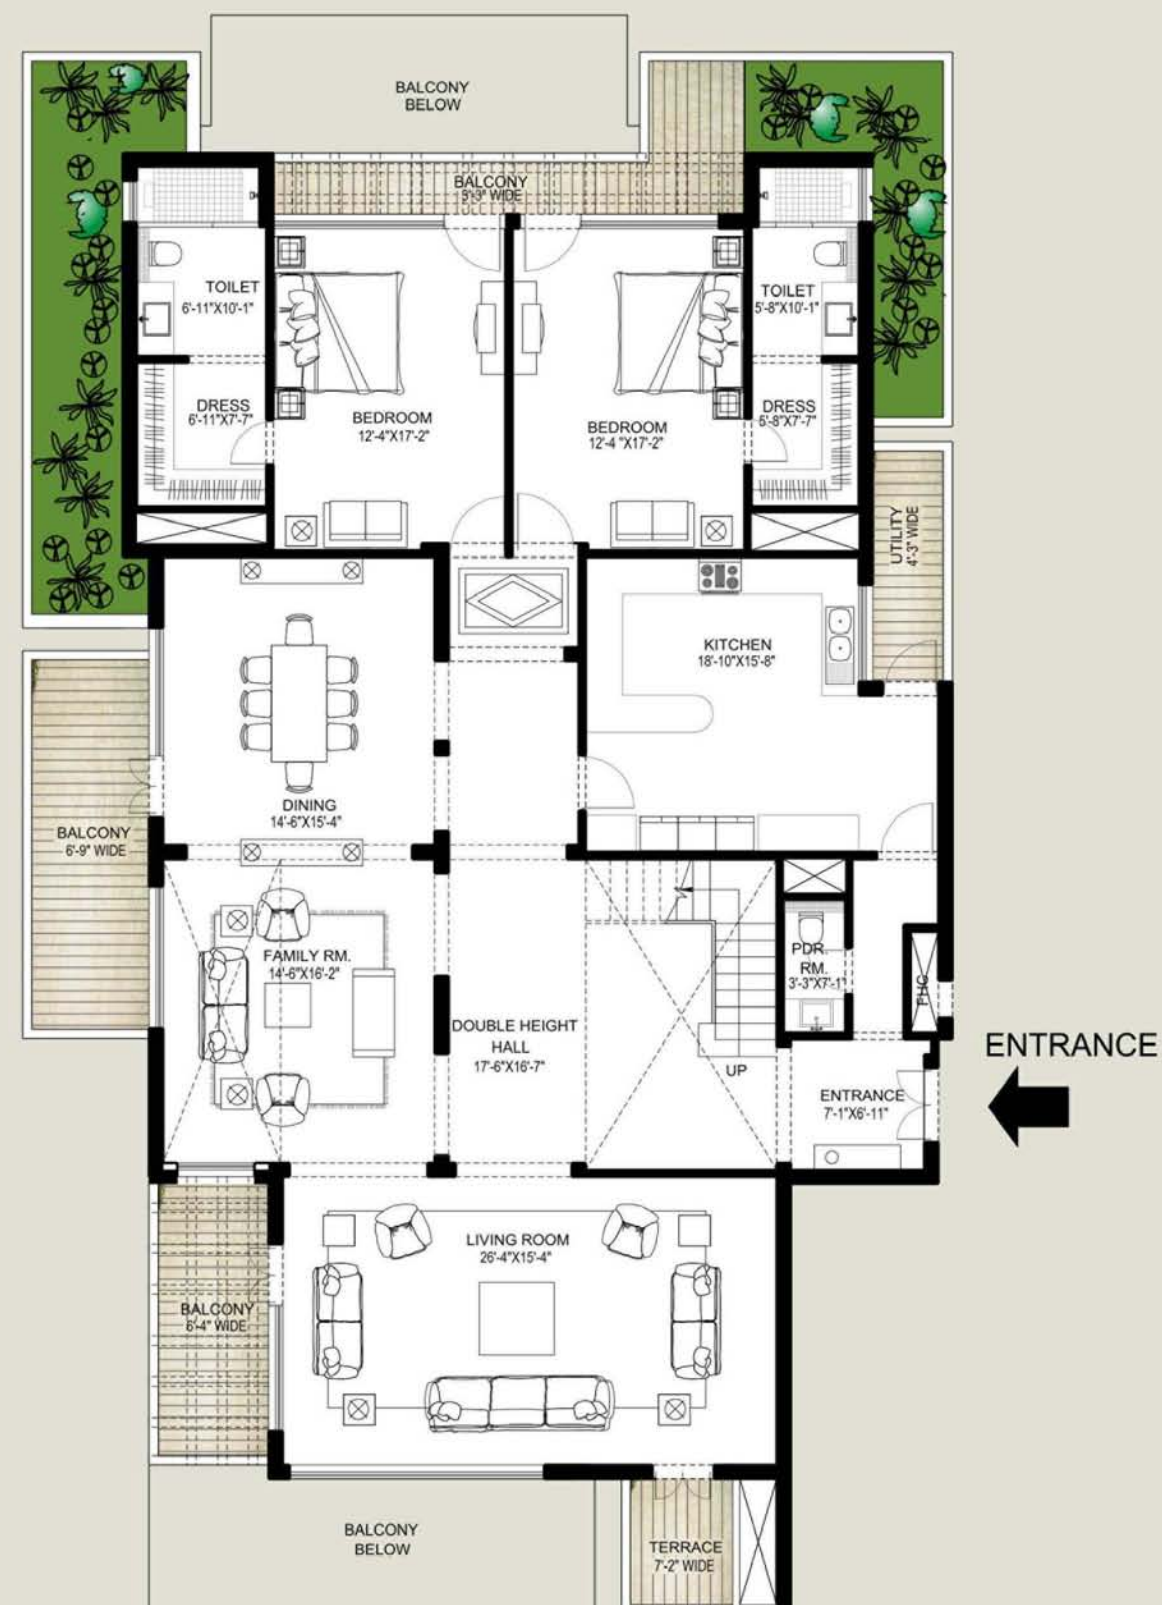 BALCONY
BELOW
BALCONY
3'-3" WIDE
TOILET
6'-11"X10'-1"
TOILET
5'-8"X10'-1"
DRESS
6'-11"X7'-7"
BEDROOM
12'-4"X17'-2"
BEDROOM
12'-4 "X17'-2"
DRESS
5'-8"X7'-7"
UTILITY
4'-3" WIDE
KITCHEN
18'-10"X15'-8"
DINING
14'-6"X15'-4"
BALCONY
6'-9" WIDE
FAMILY RM.
14'-6"X16'-2"
PDR.
RM.
3'-3"X7'-1"
FHC
DOUBLE HEIGHT
HALL
17'-6"X16'-7"
UP
ENTRANCE
7'-1"X6'-11"
ENTRANCE
LIVING ROOM
26'-4"X15'-4"
BALCONY
6'-4" WIDE
BALCONY
BELOW
TERRACE
7'-2" WIDE